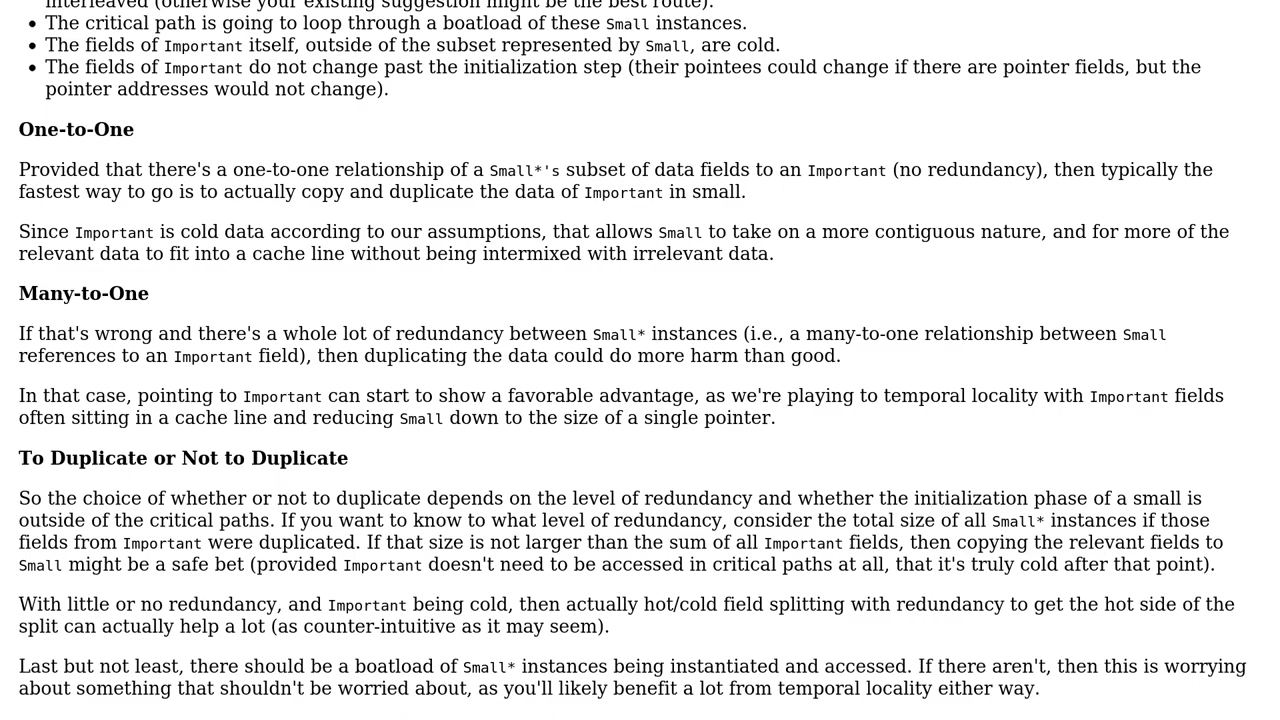 interleaved (otherwise your existing suggestion might be the best route).
• The critical path is going to loop through a boatload of these Small instances.
• The fields of Important itself, outside of the subset represented by Small, are cold.
• The fields of Important do not change past the initialization step (their pointees could change if there are pointer fields, but the
pointer addresses would not change).
One-to-One
Provided that there's a one-to-one relationship of a Small*'s subset of data fields to an Important (no redundancy), then typically the
fastest way to go is to actually copy and duplicate the data of Important in small.
Since Important is cold data according to our assumptions, that allows Small to take on a more contiguous nature, and for more of the
relevant data to fit into a cache line without being intermixed with irrelevant data.
Many-to-One
If that's wrong and there's a whole lot of redundancy between Small* instances (i.e., a many-to-one relationship between Small
references to an Important field), then duplicating the data could do more harm than good.
In that case, pointing to Important can start to show a favorable advantage, as we're playing to temporal locality with Important fields
often sitting in a cache line and reducing Small down to the size of a single pointer.
To Duplicate or Not to Duplicate
So the choice of whether or not to duplicate depends on the level of redundancy and whether the initialization phase of a small is
outside of the critical paths. If you want to know to what level of redundancy, consider the total size of all Small* instances if those
fields from Important were duplicated. If that size is not larger than the sum of all Important fields, then copying the relevant fields to
Small might be a safe bet (provided Important doesn't need to be accessed in critical paths at all, that it's truly cold after that point).
With little or no redundancy, and Important being cold, then actually hot/cold field splitting with redundancy to get the hot side of the
split can actually help a lot (as counter-intuitive as it may seem).
Last but not least, there should be a boatload of Small* instances being instantiated and accessed. If there aren't, then this is worrying
about something that shouldn't be worried about, as you'll likely benefit a lot from temporal locality either way.